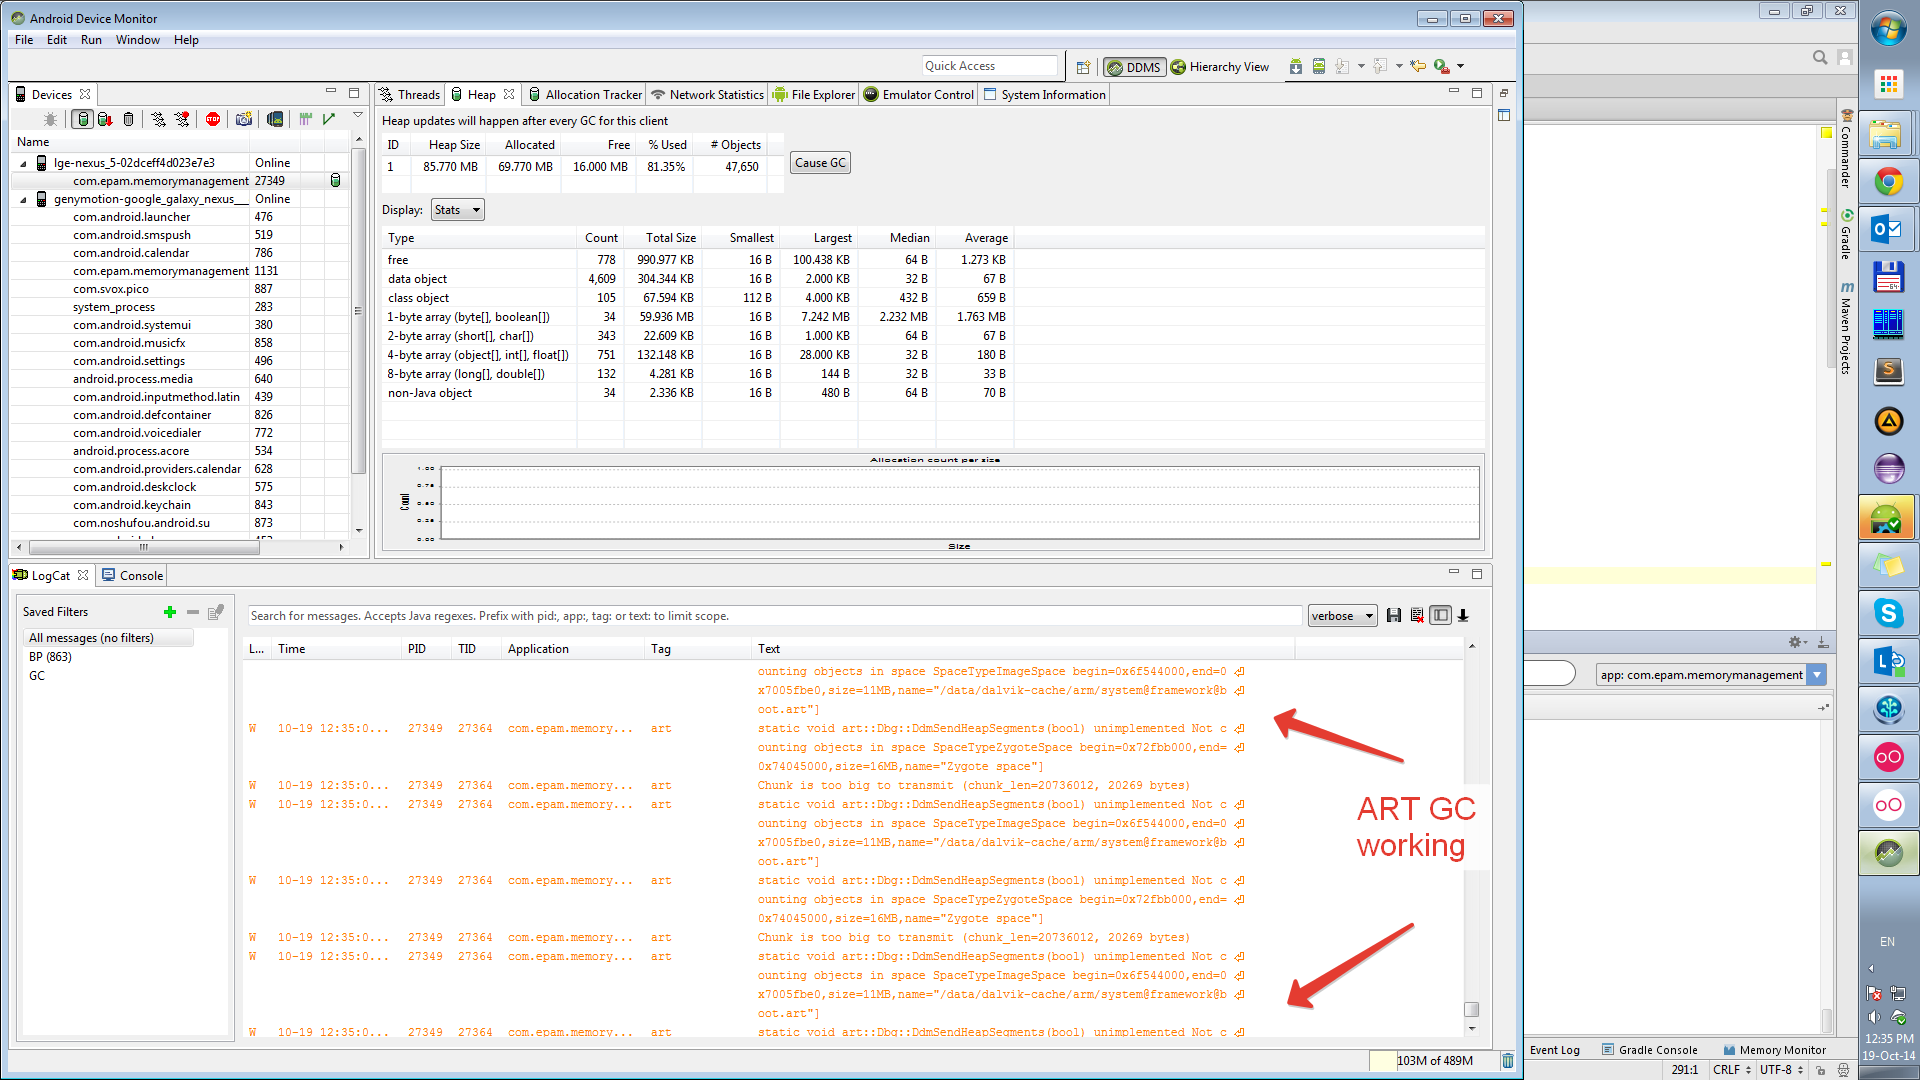 Android Device Monitor
File Edit Run Window Help
Quick Access
DDMS
Hierarchy View
Devices
Name
lge-nexus_5-02dceff4d023e7e3 Online
com.epam.memorymanagement 27349
genymotion-google_galaxy_nexus___ Online
com.android.launcher 476
com.android.smspush 519
com.android.calendar 786
com.epam.memorymanagement 1131
com.svox.pico 887
system_process 283
com.android.systemui 380
com.android.musicfx 858
com.android.settings 496
android.process.media 640
com.android.inputmethod.latin 439
com.android.defcontainer 826
com.android.voicedialer 772
android.process.acore 534
com.android.providers.calendar 628
com.android.deskclock 575
com.android.keychain 843
com.noshufou.android.su 873
Threads Heap Allocation Tracker Network Statistics File Explorer Emulator Control System Information
Heap updates will happen after every GC for this client
ID Heap Size Allocated Free % Used # Objects
1 85.770 MB 69.770 MB 16.000 MB 81.35% 47,650
Cause GC
Display: Stats
Type Count Total Size Smallest Largest Median Average
free 778 990.977 KB 16 B 100.438 KB 64 B 1.273 KB
data object 4,609 304.344 KB 16 B 2.000 KB 32 B 67 B
class object 105 67.594 KB 112 B 4.000 KB 432 B 659 B
1-byte array (byte[], boolean[]) 34 59.936 MB 16 B 7.242 MB 2.232 MB 1.763 MB
2-byte array (short[], char[]) 343 22.609 KB 16 B 1.000 KB 64 B 67 B
4-byte array (object[], int[], float[]) 751 132.148 KB 16 B 28.000 KB 32 B 180 B
8-byte array (long[], double[]) 132 4.281 KB 16 B 144 B 32 B 33 B
non-Java object 34 2.336 KB 16 B 480 B 64 B 70 B
Allocation count per size
1.00
0.75
0.50
0.25
0.00
Count
Size
LogCat Console
Saved Filters
All messages (no filters)
BP (863)
GC
Search for messages. Accepts Java regexes. Prefix with pid:, app:, tag: or text: to limit scope.
verbose
L... Time PID TID Application Tag Text
ounting objects in space SpaceTypeImageSpace begin=0x6f544000,end=0
x7005fbe0,size=11MB,name="/data/dalvik-cache/arm/system@framework@b
oot.art"]
W 10-19 12:35:0... 27349 27364 com.epam.memory... art static void art::Dbg::DdmSendHeapSegments(bool) unimplemented Not c
ounting objects in space SpaceTypeZygoteSpace begin=0x72fbb000,end=
0x74045000,size=16MB,name="Zygote space"]
W 10-19 12:35:0... 27349 27364 com.epam.memory... art Chunk is too big to transmit (chunk_len=20736012, 20269 bytes)
W 10-19 12:35:0... 27349 27364 com.epam.memory... art static void art::Dbg::DdmSendHeapSegments(bool) unimplemented Not c
ounting objects in space SpaceTypeImageSpace begin=0x6f544000,end=0
x7005fbe0,size=11MB,name="/data/dalvik-cache/arm/system@framework@b
oot.art"]
W 10-19 12:35:0... 27349 27364 com.epam.memory... art static void art::Dbg::DdmSendHeapSegments(bool) unimplemented Not c
ounting objects in space SpaceTypeZygoteSpace begin=0x72fbb000,end=
0x74045000,size=16MB,name="Zygote space"]
W 10-19 12:35:0... 27349 27364 com.epam.memory... art Chunk is too big to transmit (chunk_len=20736012, 20269 bytes)
W 10-19 12:35:0... 27349 27364 com.epam.memory... art static void art::Dbg::DdmSendHeapSegments(bool) unimplemented Not c
ounting objects in space SpaceTypeImageSpace begin=0x6f544000,end=0
x7005fbe0,size=11MB,name="/data/dalvik-cache/arm/system@framework@b
oot.art"]
W 10-19 12:35:0... 27349 27364 com.epam.memory... art static void art::Dbg::DdmSendHeapSegments(bool) unimplemented Not c
ART GC
working
103M of 489M
Commander
Gradle
m Maven Projects
app: com.epam.memorymanagement
Event Log Gradle Console Memory Monitor
291:1 CRLF UTF-8
EN
12:35 PM
19-Oct-14